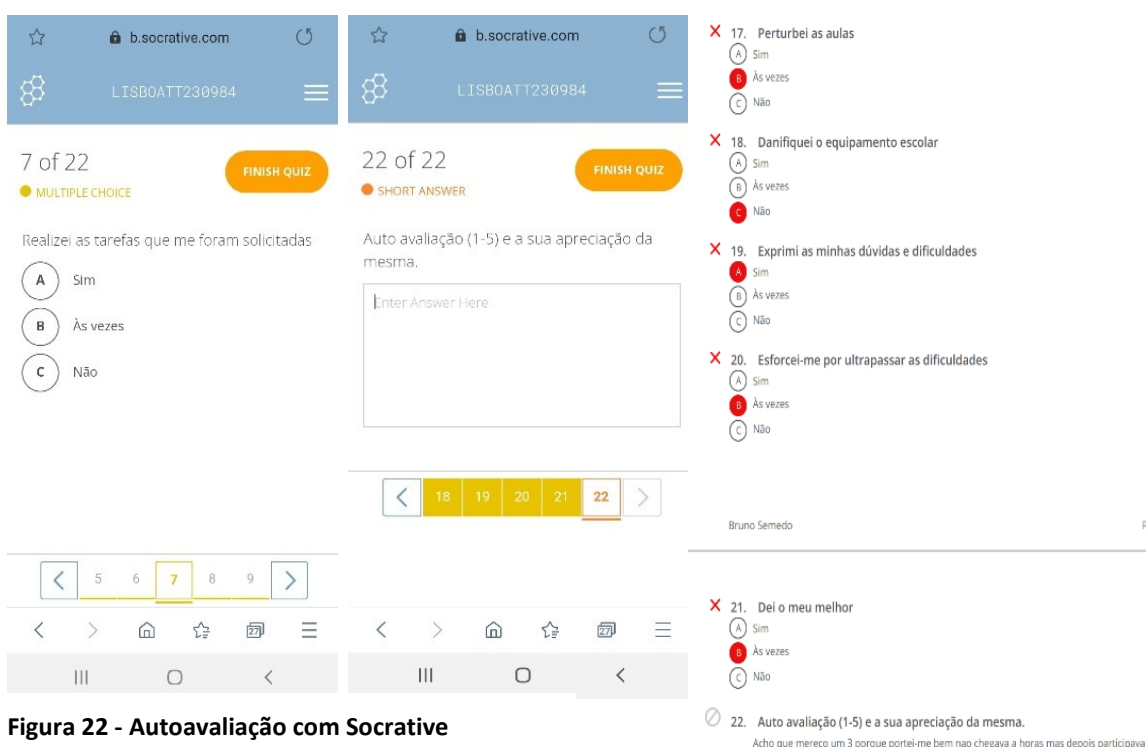 b.socrative.com
LISBOATT230984
7 of 22
FINISH QUIZ
MULTIPLE CHOICE
Realizei as tarefas que me foram solicitadas
A Sim
B Às vezes
C Não
5 6 7 8 9
27
b.socrative.com
LISBOATT230984
22 of 22
FINISH QUIZ
SHORT ANSWER
Auto avaliação (1-5) e a sua apreciação da
mesma.
Enter Answer Here
18 19 20 21 22
27
17. Perturbei as aulas
A Sim
B Às vezes
C Não
18. Danifiquei o equipamento escolar
A Sim
B Às vezes
C Não
19. Exprimi as minhas dúvidas e dificuldades
A Sim
B Às vezes
C Não
20. Esforcei-me por ultrapassar as dificuldades
A Sim
B Às vezes
C Não
Bruno Semedo
21. Dei o meu melhor
A Sim
B Às vezes
C Não
22. Auto avaliação (1-5) e a sua apreciação da mesma.
Acho que mereço um 3 porque portei-me bem nao chegava a horas mas depois participava
Figura 22 - Autoavaliação com Socrative